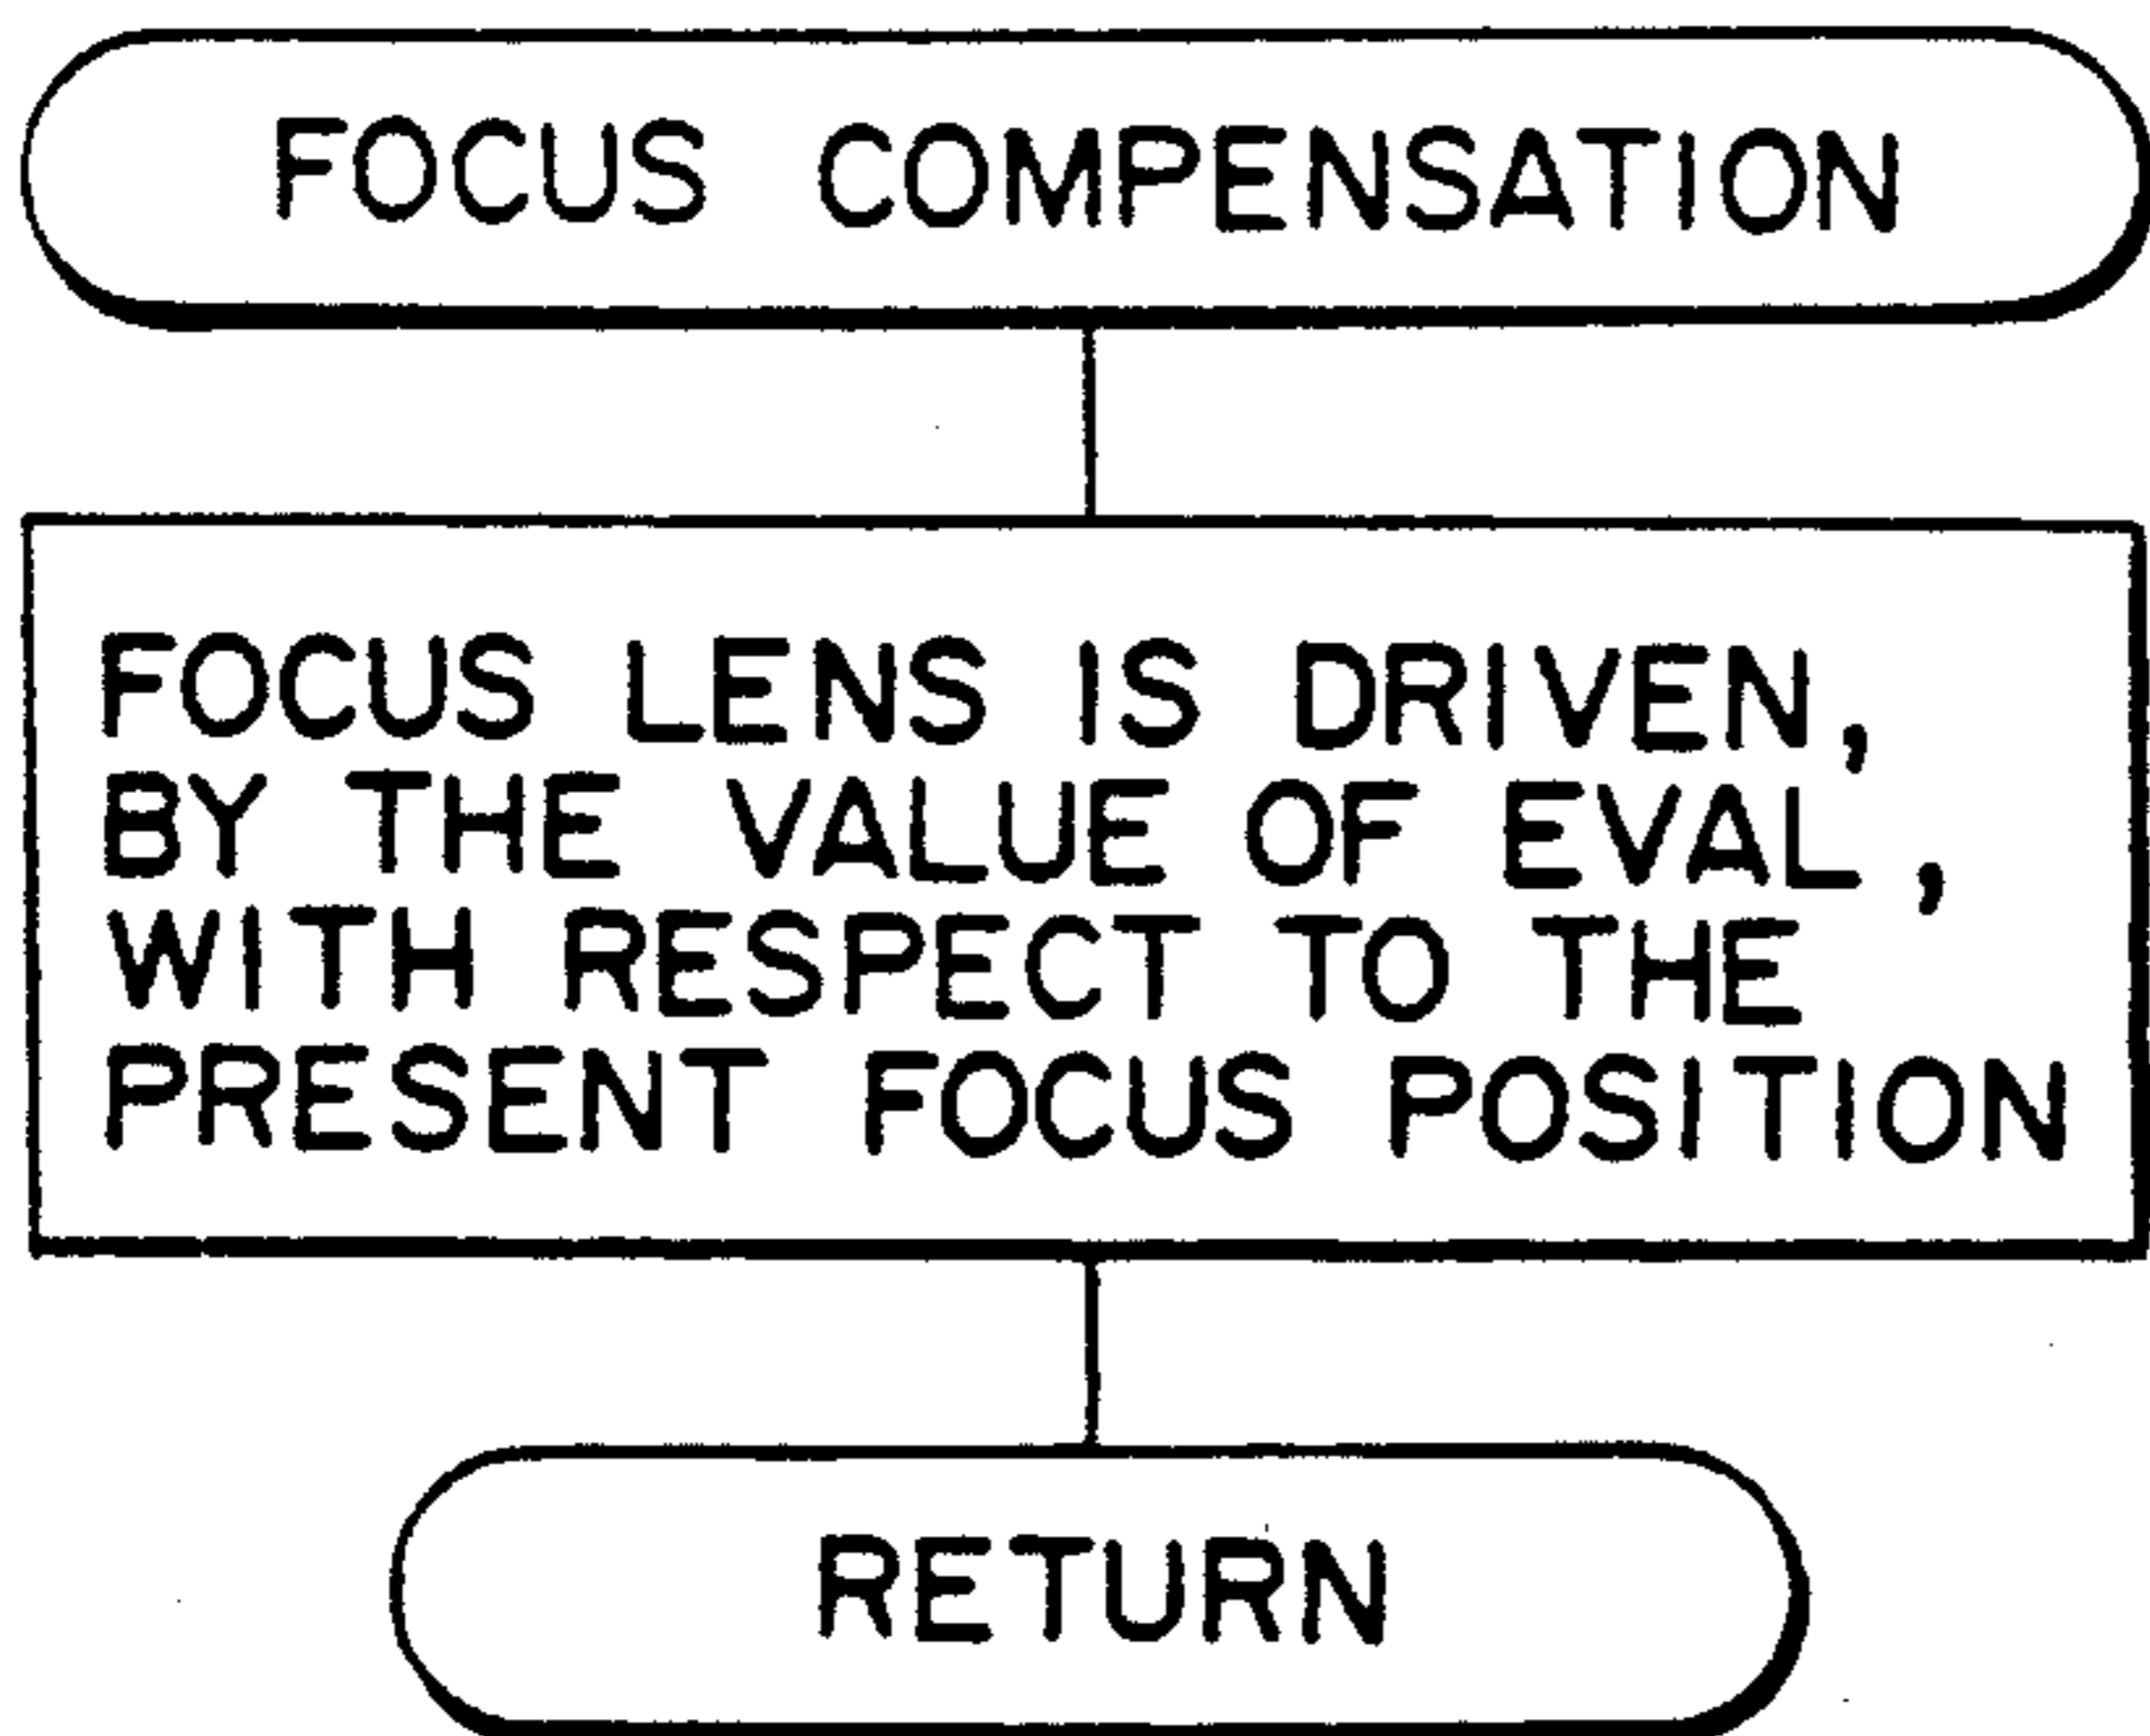 FOCUS COMPENSATION
FOCUS LENS IS DRIVEN,
BY THE VALUE OF EVAL,
WITH RESPECT TO THE
PRESENT FOCUS POSITION
RETURN